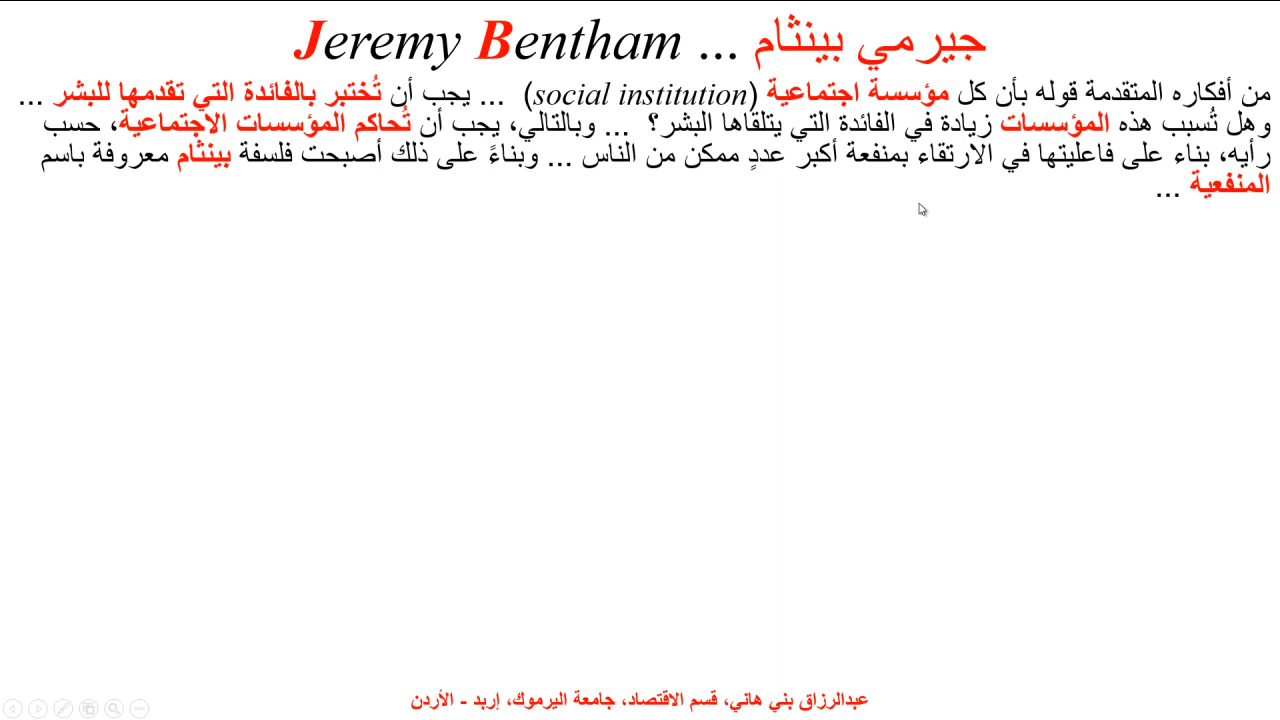 جيرمي بينثام ... Jeremy Bentham
من أفكاره المتقدمة قوله بأن كل مؤسسة اجتماعية (social institution) ... يجب أن تُختبر بالفائدة التي تقدمها للبشر ...
وهل تُسبب هذه المؤسسات زيادة في الفائدة التي يتلقاها البشر؟ ... وبالتالي، يجب أن تُحاكم المؤسسات الاجتماعية، حسب
رأيه، بناء على فاعليتها في الارتقاء بمنفعة أكبر عددٍ ممكن من الناس ... وبناءً على ذلك أصبحت فلسفة بينثام معروفة باسم
المنفعية ...
عبدالرزاق بني هاني، قسم الاقتصاد، جامعة اليرموك، إربد - الأردن